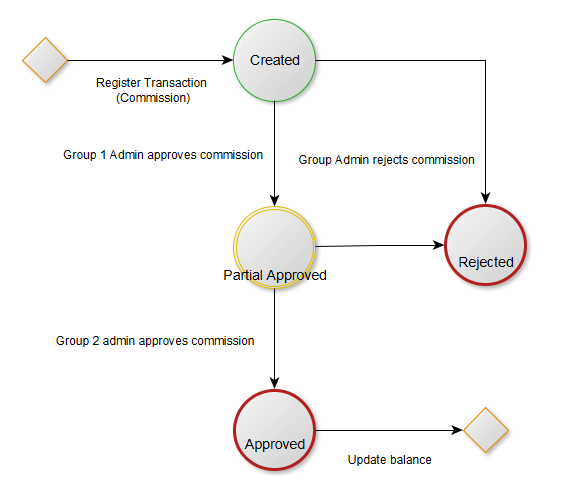 Created
Register Transaction
(Commission)
Group 1 Admin approves commission
Group Admin rejects commission
Partial Approved
Rejected
Group 2 admin approves commission
Approved
Update balance